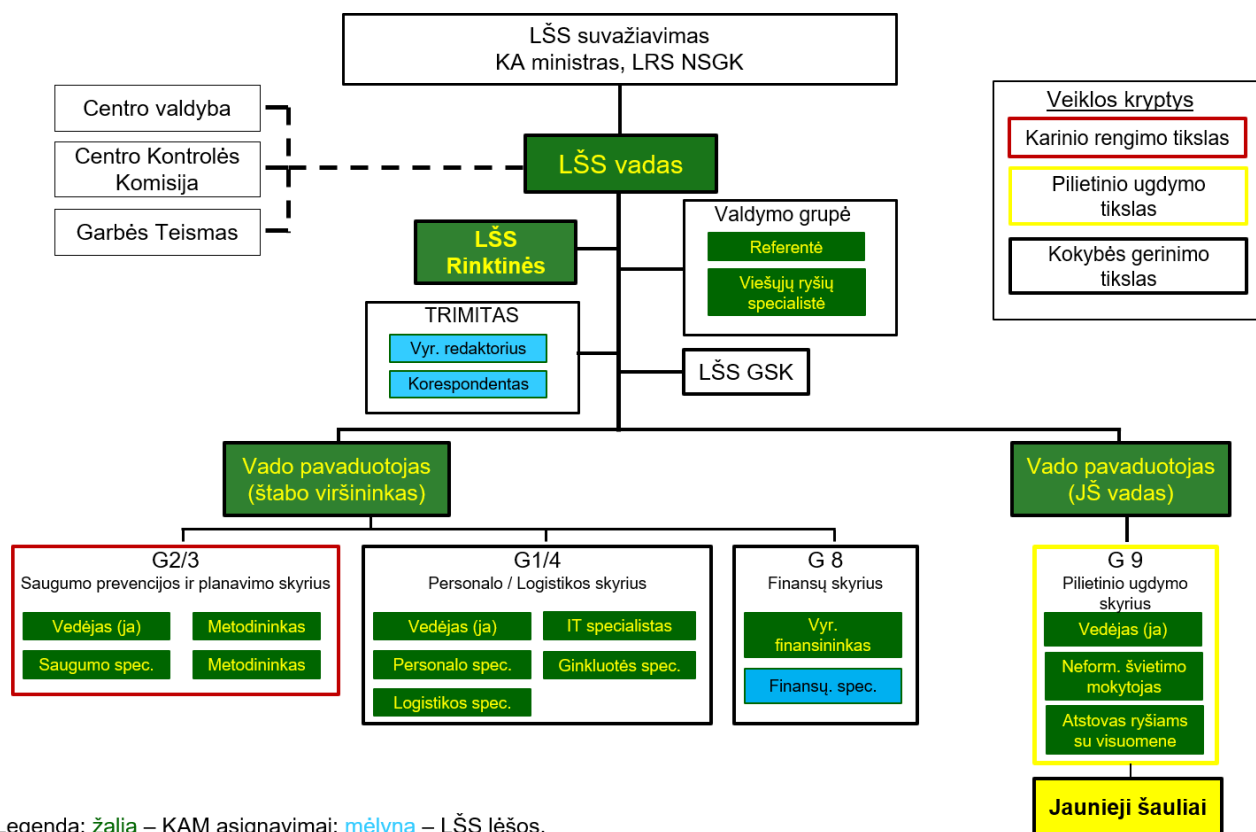 LŠS suvažiavimas
KA ministras, LRS NSGK
Centro valdyba
Centro Kontrolės
Komisija
Garbės Teismas
LŠS vadas
Veiklos kryptys
Karinio rengimo tikslas
Pilietinio ugdymo
tikslas
Kokybės gerinimo
tikslas
LŠS
Rinktinės
Valdymo grupė
Referentė
Viešųjų ryšių
specialistė
TRIMITAS
Vyr. redaktorius
Korespondentas
LŠS GSK
Vado pavaduotojas
(štabo viršininkas)
Vado pavaduotojas
(JŠ vadas)
G2/3
Saugumo prevencijos ir planavimo skyrius
Vedėjas (ja)
Metodininkas
Saugumo spec.
Metodininkas
G1/4
Personalo / Logistikos skyrius
Vedėjas (ja)
IT specialistas
Personalo spec.
Ginkluotės spec.
Logistikos spec.
G 8
Finansų skyrius
Vyr.
finansininkas
Finansų. spec.
G 9
Pilietinio ugdymo
skyrius
Vedėjas (ja)
Neform. švietimo
mokytojas
Atstovas ryšiams
su visuomene
Jaunieji šauliai
Legenda: žalia – KAM asignavimai; mėlyna – LŠS lėšos.